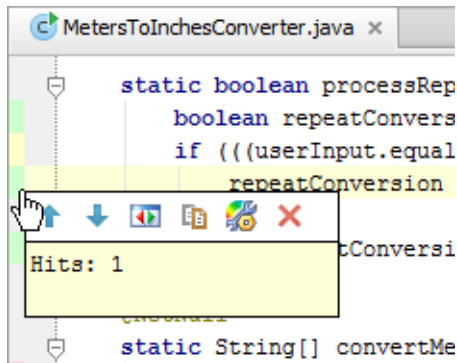 MetersToInchesConverter.java
static boolean processRep
boolean repeatConvers
if (((userInput.equal
repeatConversion
Hits: 1
tConversi
static String[] convertMe